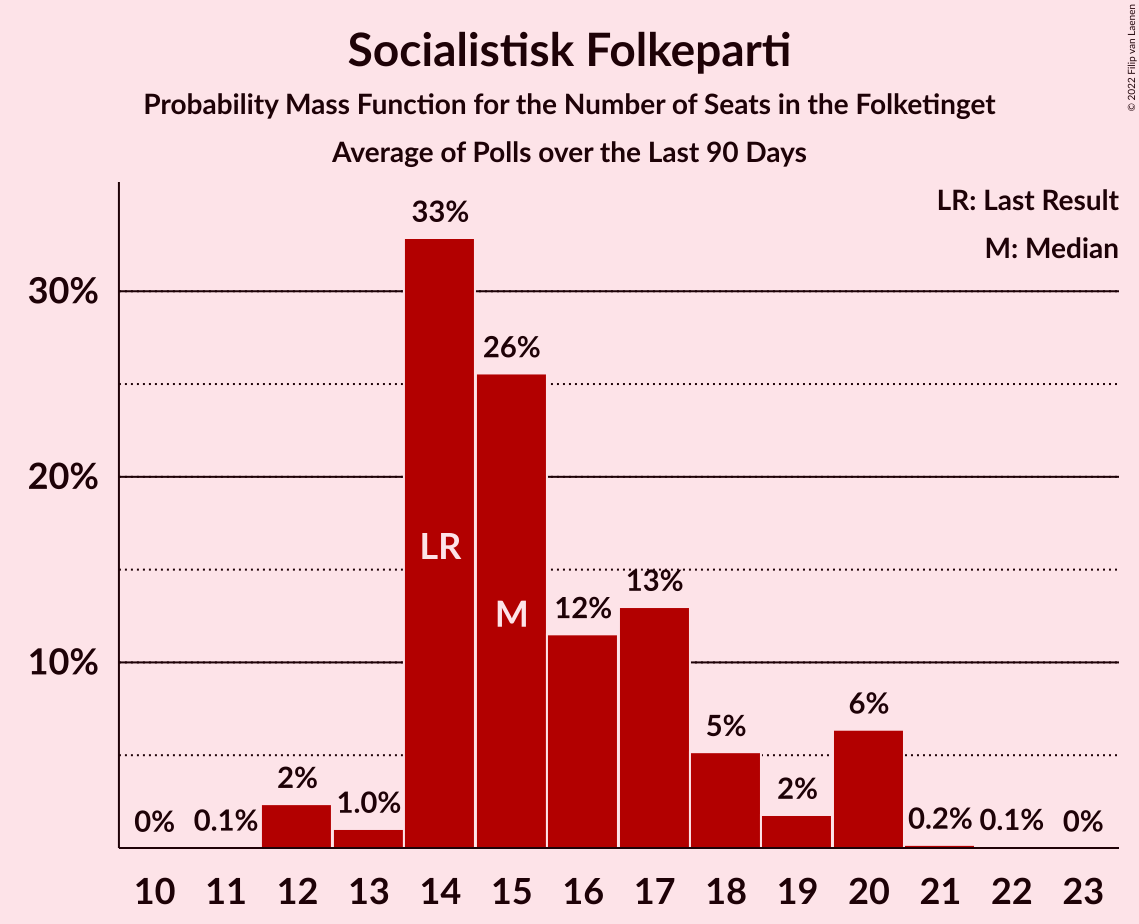 Socialistisk Folkeparti
Probability Mass Function for the Number of Seats in the Folketinget
Average of Polls over the Last 90 Days
© 2022 Filip van Laenen
LR: Last Result
M: Median
33%
30%
26%
20%
LR
13%
M
12%
10%
6%
5%
2%
2%
1.0%
0%
0.1%
0.2%
0.1%
0%
10 11 12 13 14 15 16 17 18 19 20 21 22 23